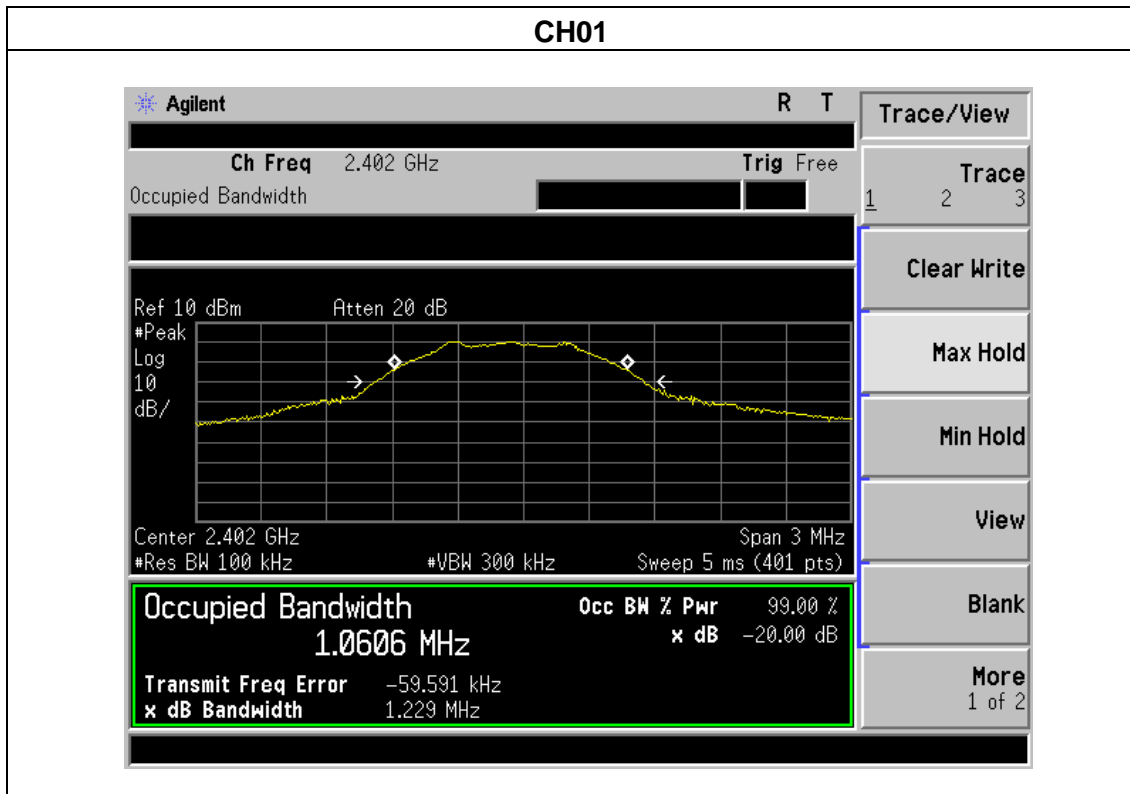 CH01
Agilent R T
Trace/View
Ch Freq 2.402 GHz Trig Free
Occupied Bandwidth
Trace
1 2 3
Clear Write
Ref 10 dBm Atten 20 dB
#Peak
Log
10
dB/
Max Hold
Min Hold
Center 2.402 GHz Span 3 MHz
#Res BW 100 kHz #VBW 300 kHz Sweep 5 ms (401 pts)
View
Occupied Bandwidth Occ BW % Pwr 99.00 %
1.0606 MHz x dB -20.00 dB
Blank
Transmit Freq Error -59.591 kHz
x dB Bandwidth 1.229 MHz
More
1 of 2